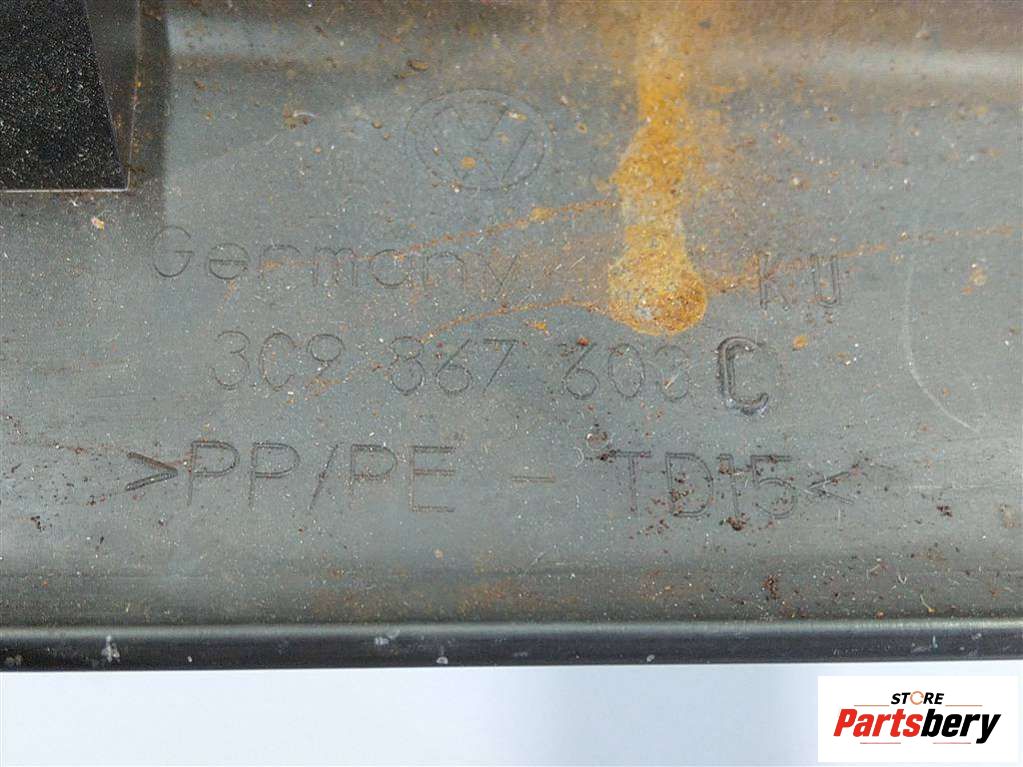 Germany
KU
3C9 867 603 C
>PP/PE - TD15<
STORE
Partsbery